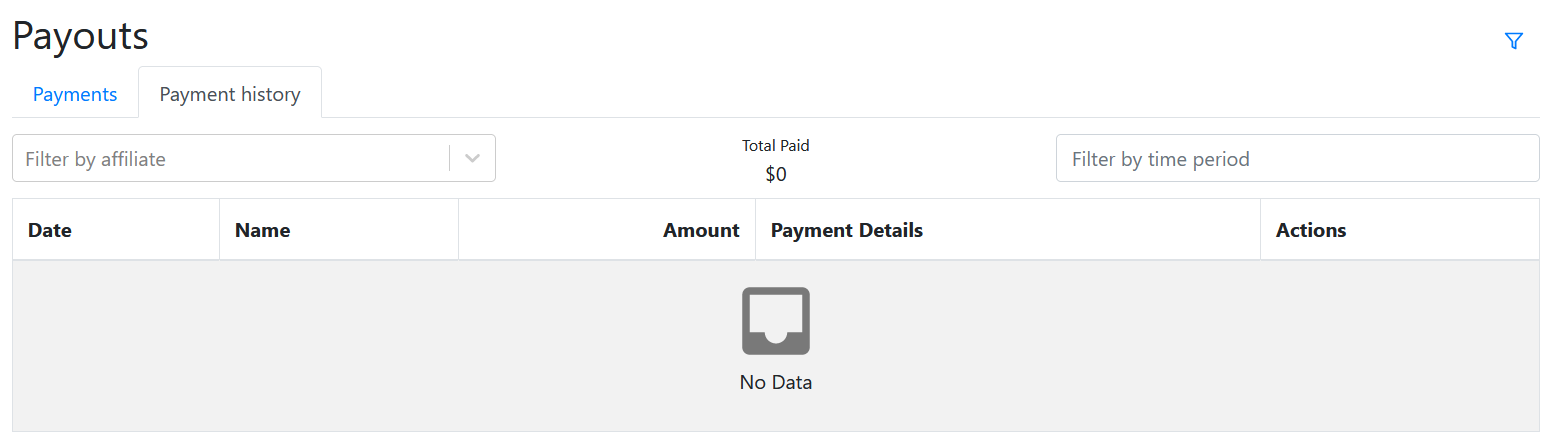 Payouts
Payments
Payment history
Filter by affiliate
Total Paid
$0
Filter by time period
Date
Name
Amount
Payment Details
Actions
No Data